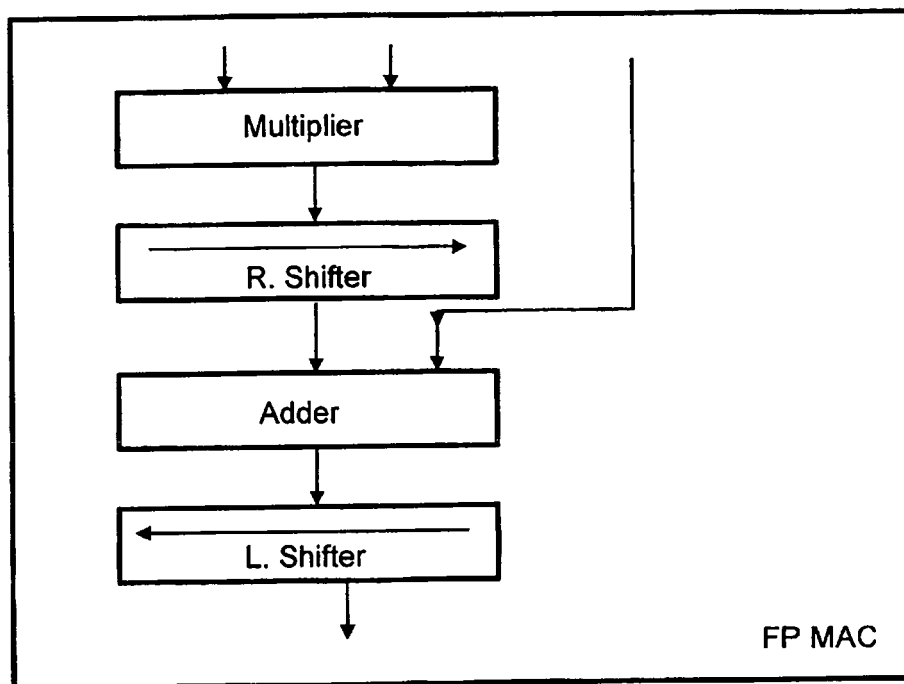 Multiplier
R. Shifter
Adder
L. Shifter
FP MAC